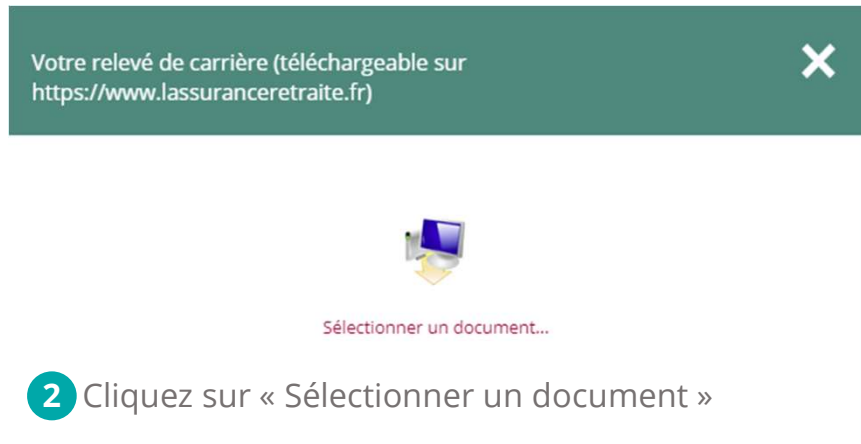 Votre relevé de carrière (téléchargeable sur
https://www.lassuranceretraite.fr)
Sélectionner un document...
2 Cliquez sur « Sélectionner un document »